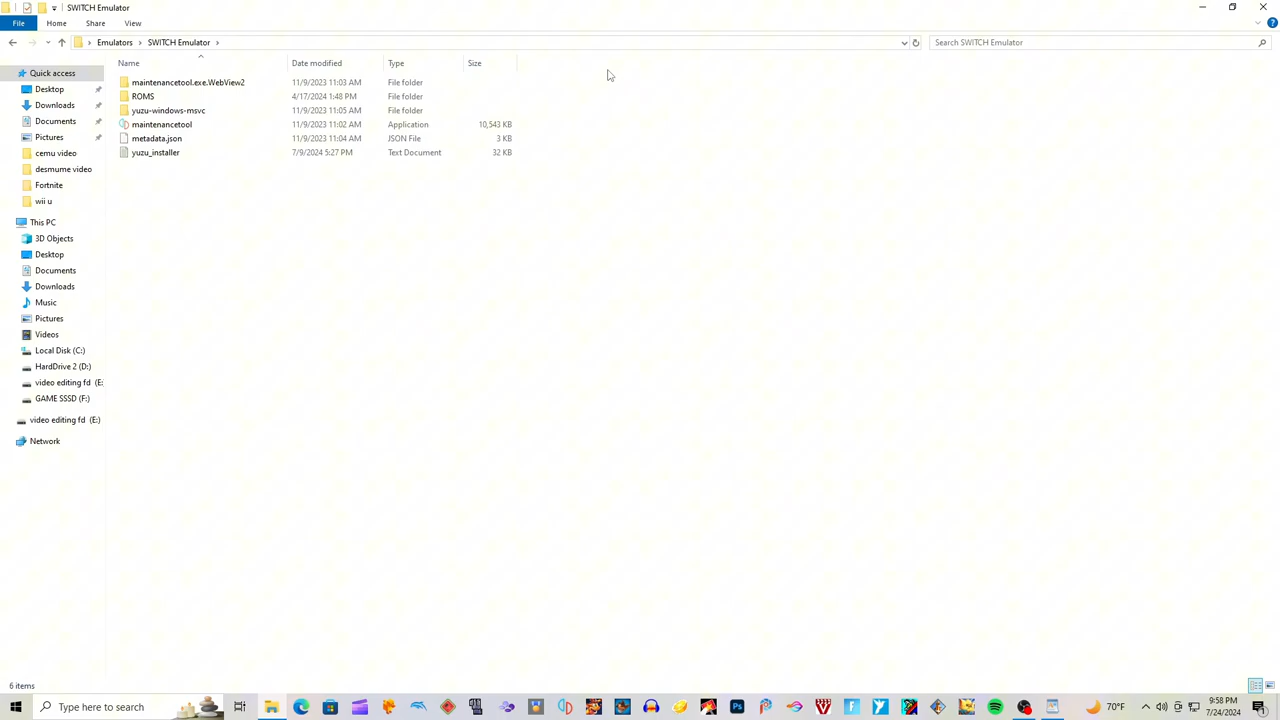 SWITCH Emulator
File Home Share View
Emulators SWITCH Emulator Search SWITCH Emulator
Name Date modified Type Size
Quick access
Desktop
Downloads
Documents
Pictures
cemu video
desmume video
Fortnite
wii u
This PC
3D Objects
Desktop
Documents
Downloads
Music
Pictures
Videos
Local Disk (C:)
HardDrive 2 (D:)
video editing fd (E:
GAME SSSD (F:)
video editing fd (E:)
Network
maintenancetool.exe.WebView2 11/9/2023 11:03 AM File folder
ROMS 4/17/2024 1:48 PM File folder
yuzu-windows-msvc 11/9/2023 11:05 AM File folder
maintenancetool 11/9/2023 11:02 AM Application 10,543 KB
metadata.json 11/9/2023 11:04 AM JSON File 3 KB
yuzu_installer 7/9/2024 5:27 PM Text Document 32 KB
6 items
Type here to search
70°F
9:58 PM
7/24/2024